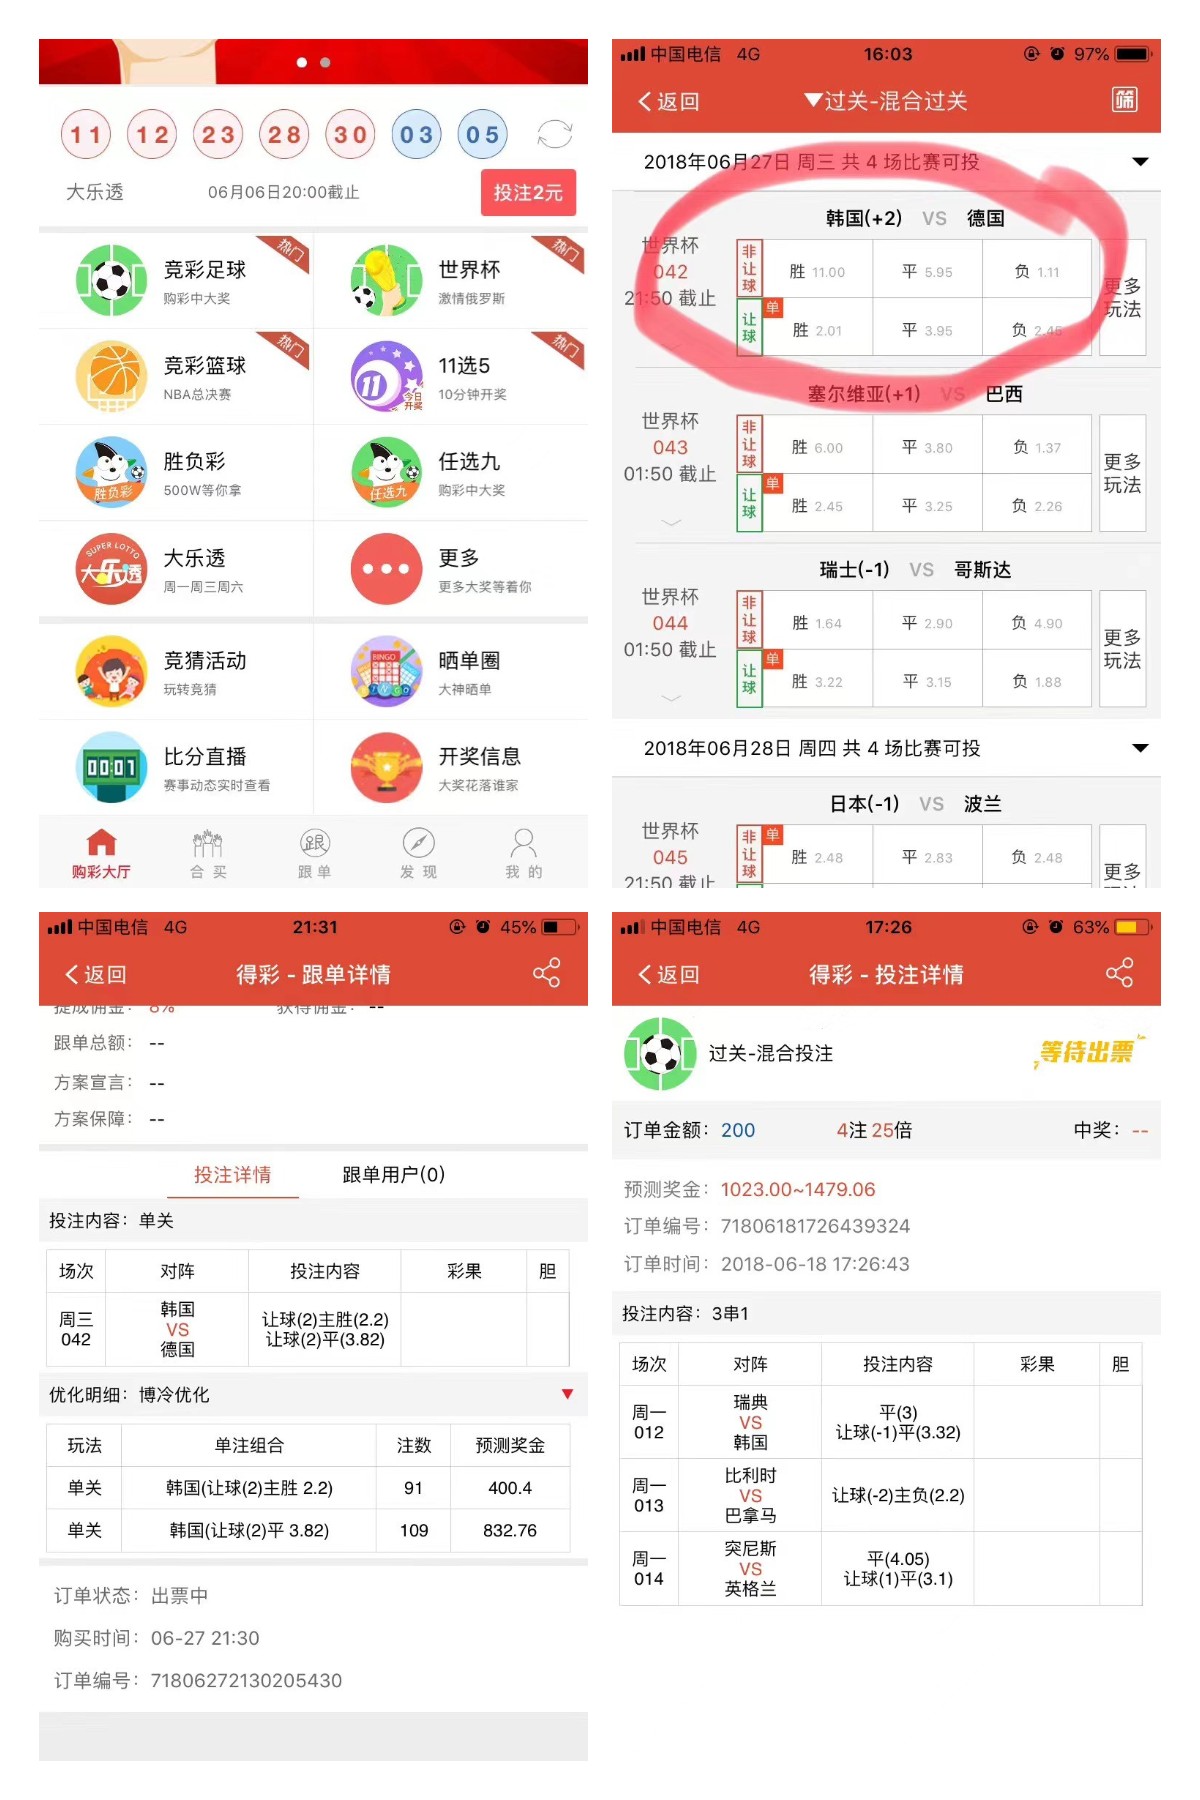 11 12 23 28 30 03 05
大乐透 06月06日20:00截止 投注2元
竞彩足球 热门
购彩中大奖
世界杯 热门
激情俄罗斯
竞彩篮球 热门
NBA总决赛
11 今日开奖
11选5 热门
10分钟开奖
胜负彩
胜负彩
500W等你拿
任选九
任选九
购彩中大奖
SUPER LOTTO
大乐透
大乐透
周一周三周六
更多
更多大奖等着你
竞猜活动
玩转竞猜
BINGO
晒单圈
大神晒单
00:01
比分直播
赛事动态实时查看
开奖信息
大奖花落谁家
购彩大厅 合买 跟单 发现 我的
中国电信 4G 16:03 97%
返回 ▼过关-混合过关 筛
2018年06月27日 周三 共 4 场比赛可投
韩国(+2) VS 德国
世界杯
042
21:50 截止
非让球 胜 11.00 平 5.95 负 1.11
让球 单 胜 2.01 平 3.95 负 2.45
更多玩法
塞尔维亚(+1) VS 巴西
世界杯
043
01:50 截止
非让球 胜 6.00 平 3.80 负 1.37
让球 单 胜 2.45 平 3.25 负 2.26
更多玩法
瑞士(-1) VS 哥斯达
世界杯
044
01:50 截止
非让球 胜 1.64 平 2.90 负 4.90
让球 单 胜 3.22 平 3.15 负 1.88
更多玩法
2018年06月28日 周四 共 4 场比赛可投
日本(-1) VS 波兰
世界杯
045
21:50 截止
非让球 单 胜 2.48 平 2.83 负 2.48
更多
中国电信 4G 21:31 45%
返回 得彩 - 跟单详情
提成佣金： 8% 获得佣金： --
跟单总额： --
方案宣言： --
方案保障： --
投注详情 跟单用户(0)
投注内容：单关
场次 对阵 投注内容 彩果 胆
周三
042
韩国
VS
德国
让球(2)主胜(2.2)
让球(2)平(3.82)
优化明细：博冷优化
玩法 单注组合 注数 预测奖金
单关 韩国(让球(2)主胜 2.2) 91 400.4
单关 韩国(让球(2)平 3.82) 109 832.76
订单状态：出票中
购买时间：06-27 21:30
订单编号：71806272130205430
中国电信 4G 17:26 63%
返回 得彩 - 投注详情
过关-混合投注 等待出票
订单金额：200 4注 25倍 中奖：--
预测奖金：1023.00~1479.06
订单编号：71806181726439324
订单时间：2018-06-18 17:26:43
投注内容：3串1
场次 对阵 投注内容 彩果 胆
周一
012
瑞典
VS
韩国
平(3)
让球(-1)平(3.32)
周一
013
比利时
VS
巴拿马
让球(-2)主负(2.2)
周一
014
突尼斯
VS
英格兰
平(4.05)
让球(1)平(3.1)